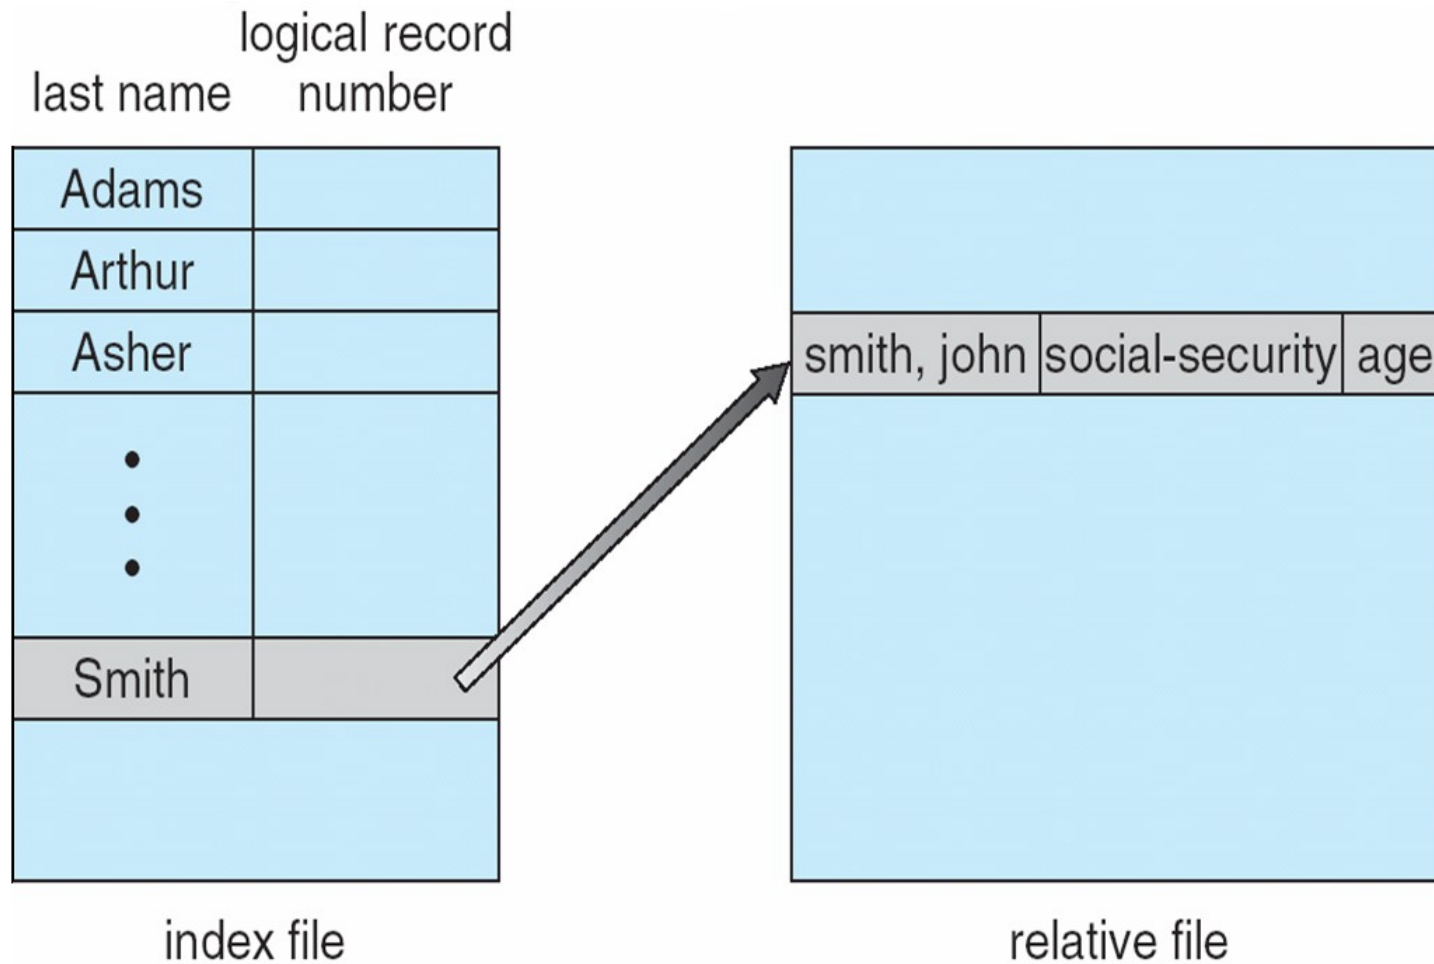 logical record
last name number
Adams
Arthur
Asher
Smith
smith, john social-security age
index file relative file